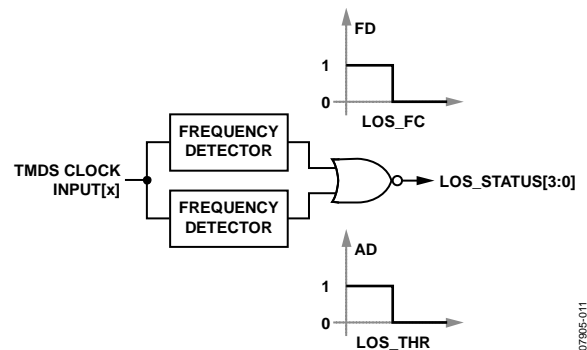 FD
1
0
LOS_FC
FREQUENCY
DETECTOR
TMDS CLOCK
INPUT[x]
LOS_STATUS[3:0]
FREQUENCY
DETECTOR
AD
1
0
LOS_THR
07905-011